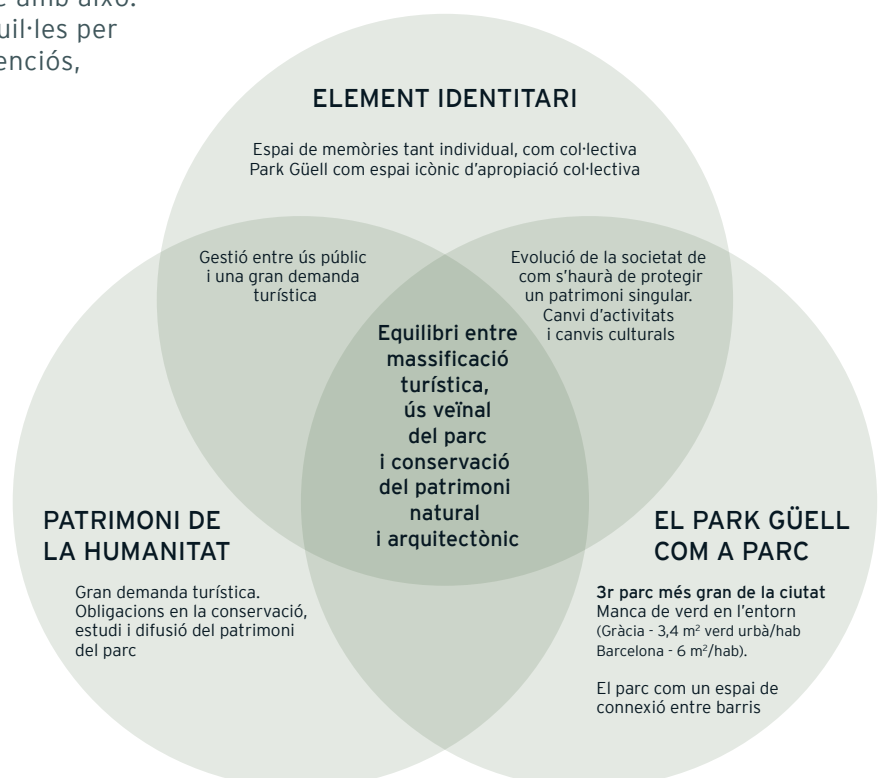 amb això.
per
ELEMENT IDENTITARI
Espai de memòries tant individual, com col·lectiva
Park Güell com espai icònic d'apropiació col·lectiva
Gestió entre ús públic
i una gran demanda
turística
Evolució de la societat de
com s'haurà de protegir
un patrimoni singular.
Canvi d'activitats
i canvis culturals
Equilibri entre
massificació
turística,
ús veïnal
del parc
i conservació
del patrimoni
natural
i arquitectònic
PATRIMONI DE
LA HUMANITAT
Gran demanda turística.
Obligacions en la conservació,
estudi i difusió del patrimoni
del parc
EL PARK GÜELL
COM A PARC
3r parc més gran de la ciutat
Manca de verd en l'entorn
(Gràcia - 3,4 m² verd urbà/hab
Barcelona - 6 m²/hab).
El parc com un espai de
connexió entre barris